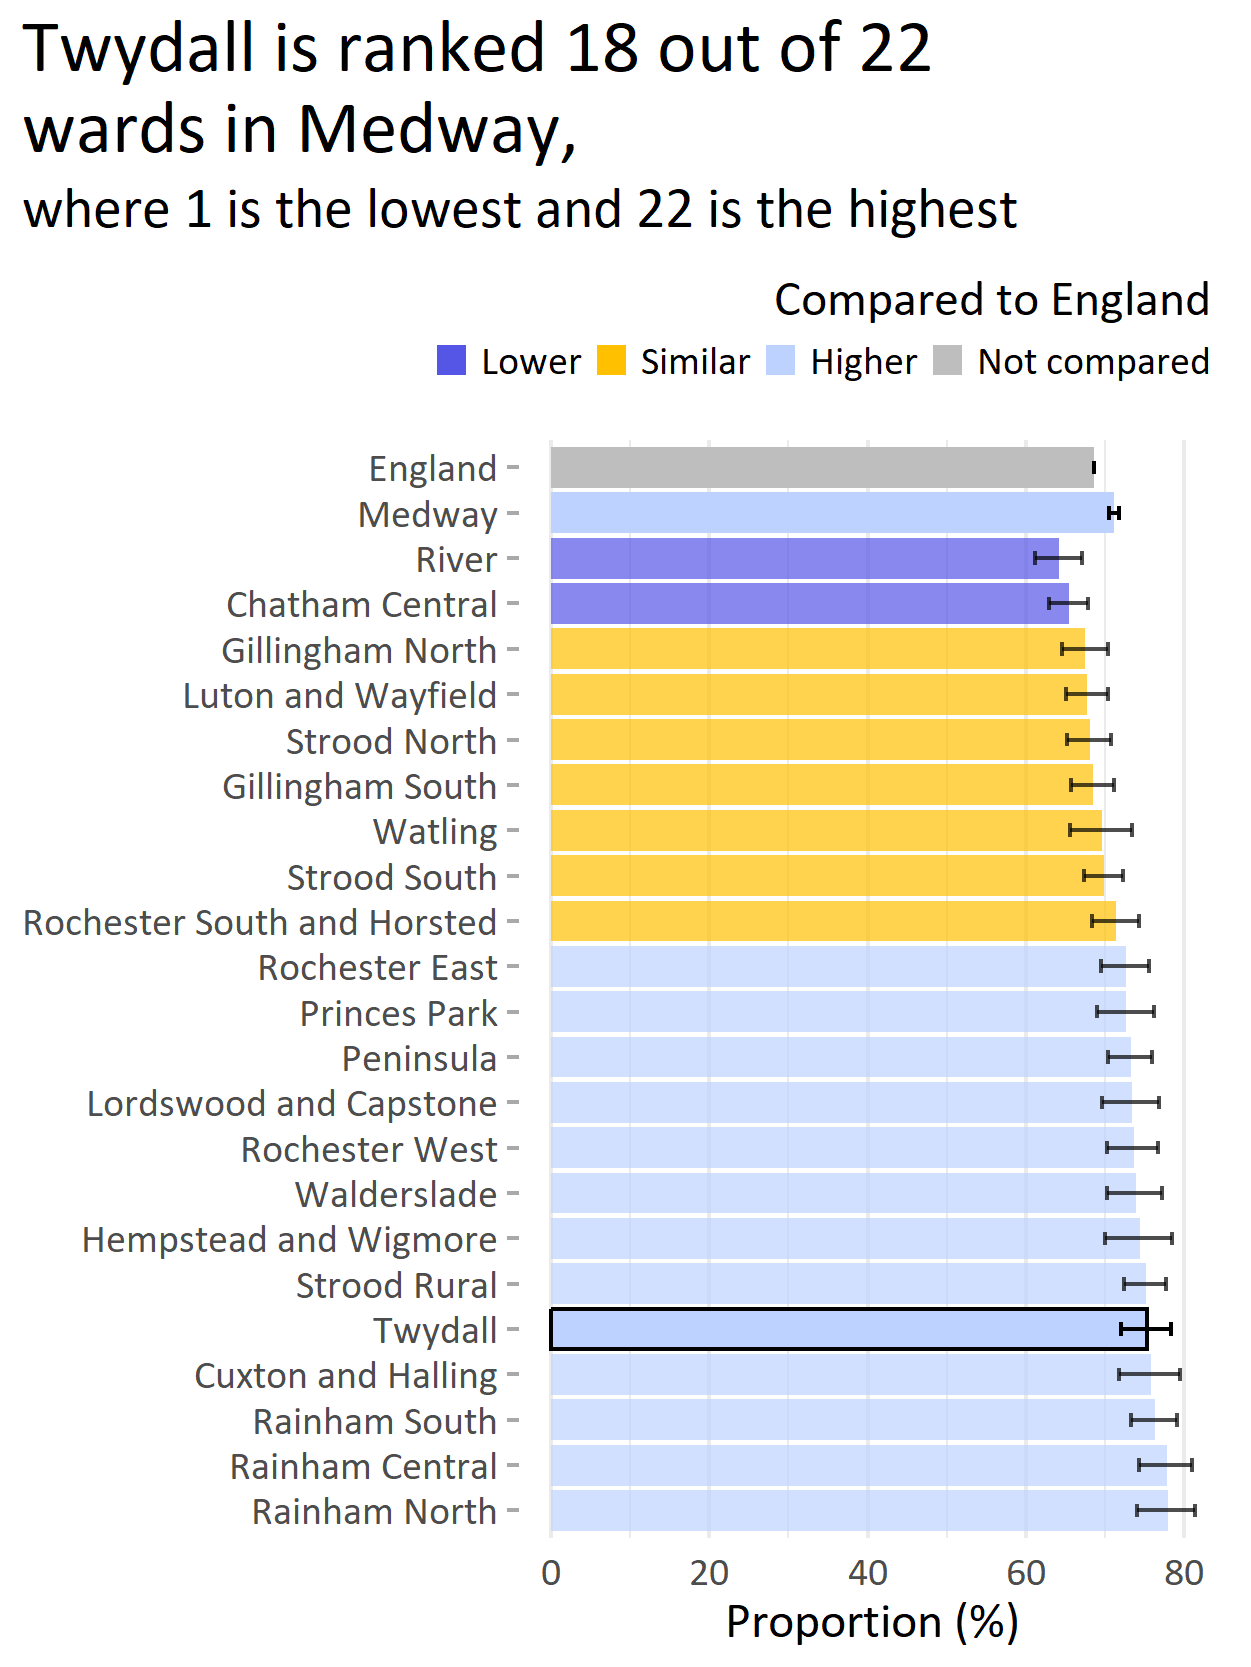 Twydall is ranked 18 out of 22
wards in Medway,
where 1 is the lowest and 22 is the highest
Compared to England
Lower Similar Higher Not compared
England
Medway
River
Chatham Central
Gillingham North
Luton and Wayfield
Strood North
Gillingham South
Watling
Strood South
Rochester South and Horsted
Rochester East
Princes Park
Peninsula
Lordswood and Capstone
Rochester West
Walderslade
Hempstead and Wigmore
Strood Rural
Twydall
Cuxton and Halling
Rainham South
Rainham Central
Rainham North
0 20 40 60 80
Proportion (%)